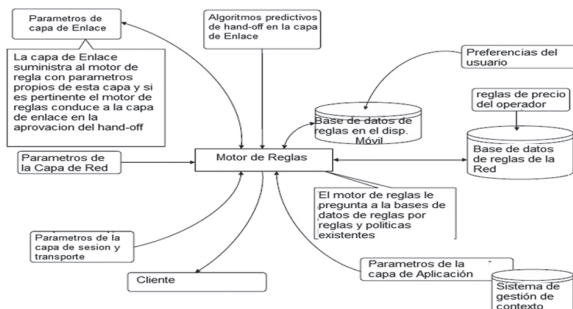 Parametros de
capa de Enlace
Algoritmos predictivos
de hand-off en la capa
de Enlace
La capa de Enlace
suministra al motor de
regla con parametros
propios de esta capa y si
es pertinente el motor de
reglas conduce a la capa
de enlace en la
aprovacion del hand-off
Preferencias del
usuario
reglas de precio
del operador
Base de datos de
reglas en el disp.
Móvil
Base de datos
de reglas de la
Red
Parametros de
la Capa de Red
Motor de Reglas
El motor de reglas le
pregunta a la bases de
datos de reglas por
reglas y politicas
existentes
Parametros de la
capa de sesion y
transporte
Cliente
Parametros de la
capa de Aplicación
Sistema de
gestión de
contexto